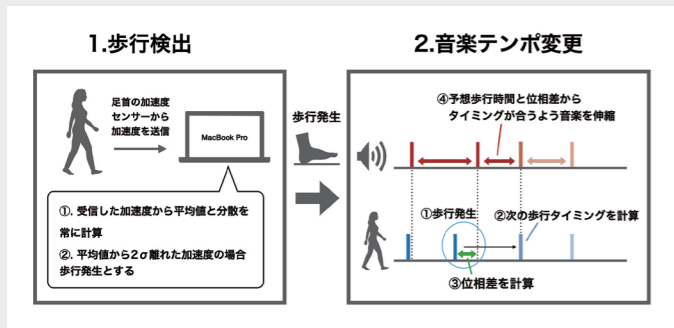 1.歩行検出
2.音楽テンポ変更
足首の加速度
センサーから
加速度を送信
MacBook Pro
①. 受信した加速度から平均値と分散を
常に計算
②. 平均値から2σ離れた加速度の場合
歩行発生とする
歩行発生
④予想歩行時間と位相差から
タイミングが合うよう音楽を伸縮
①歩行発生
②次の歩行タイミングを計算
③位相差を計算